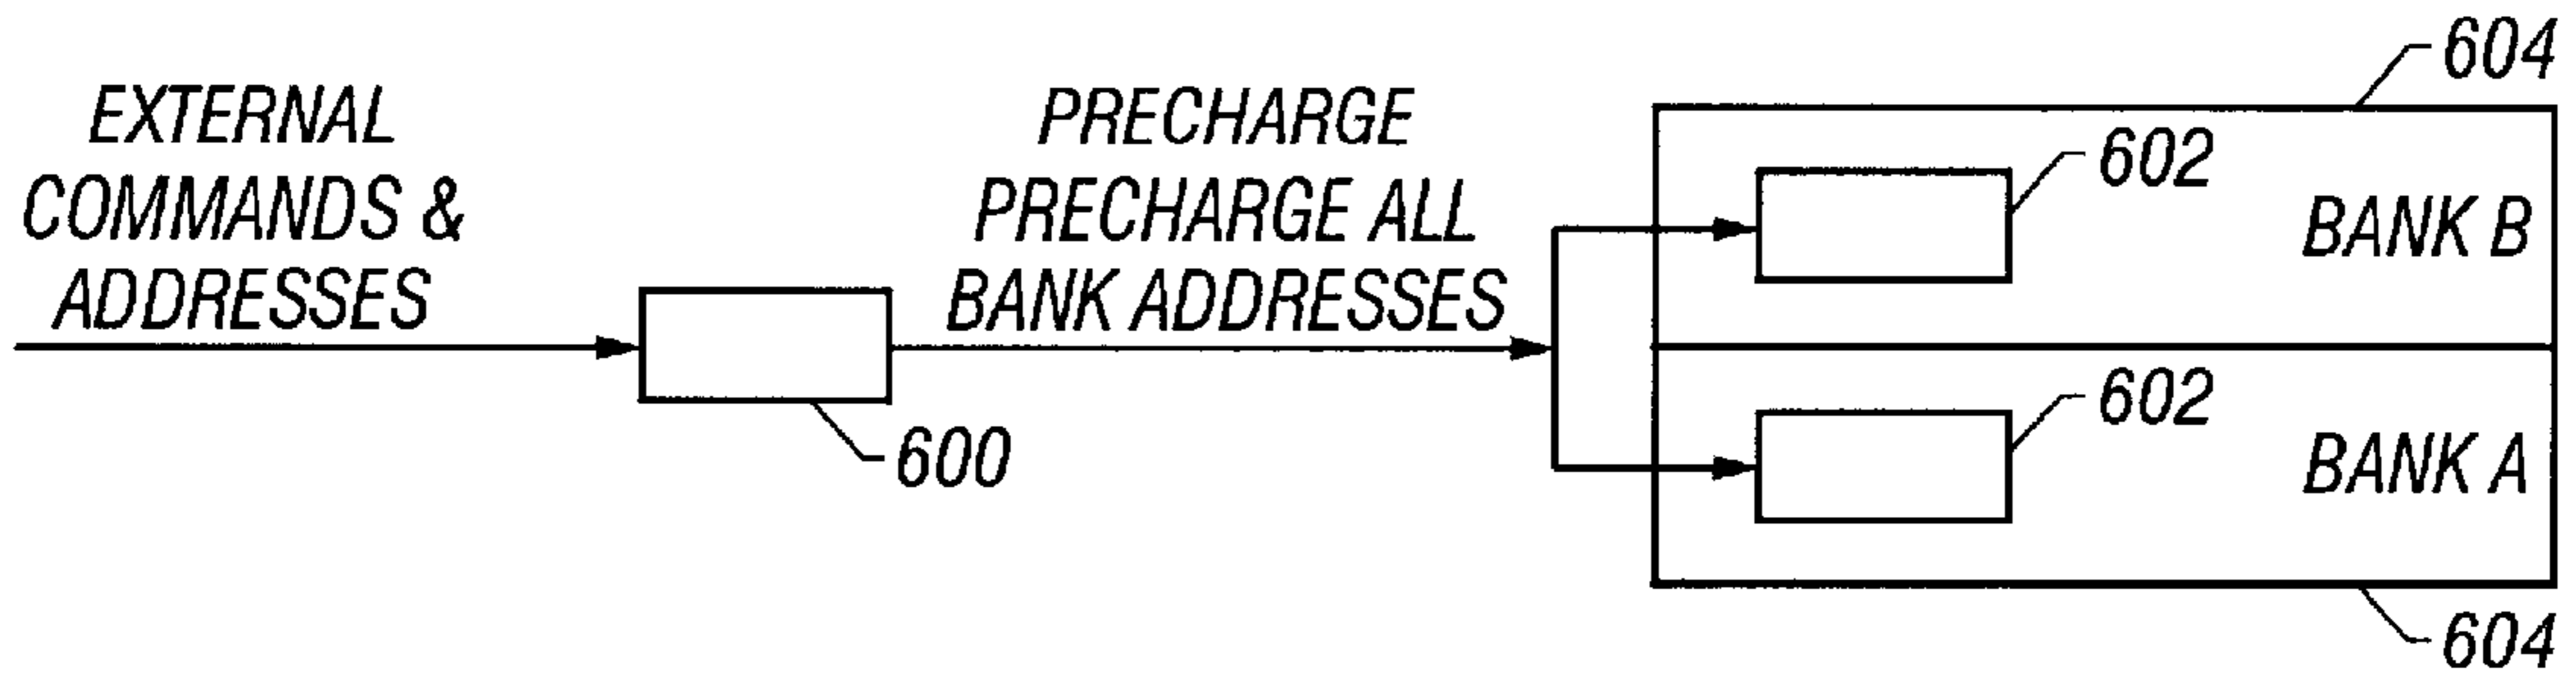 EXTERNAL
COMMANDS &
ADDRESSES
600
PRECHARGE
PRECHARGE ALL
BANK ADDRESSES
604
602
BANK B
602
BANK A
604